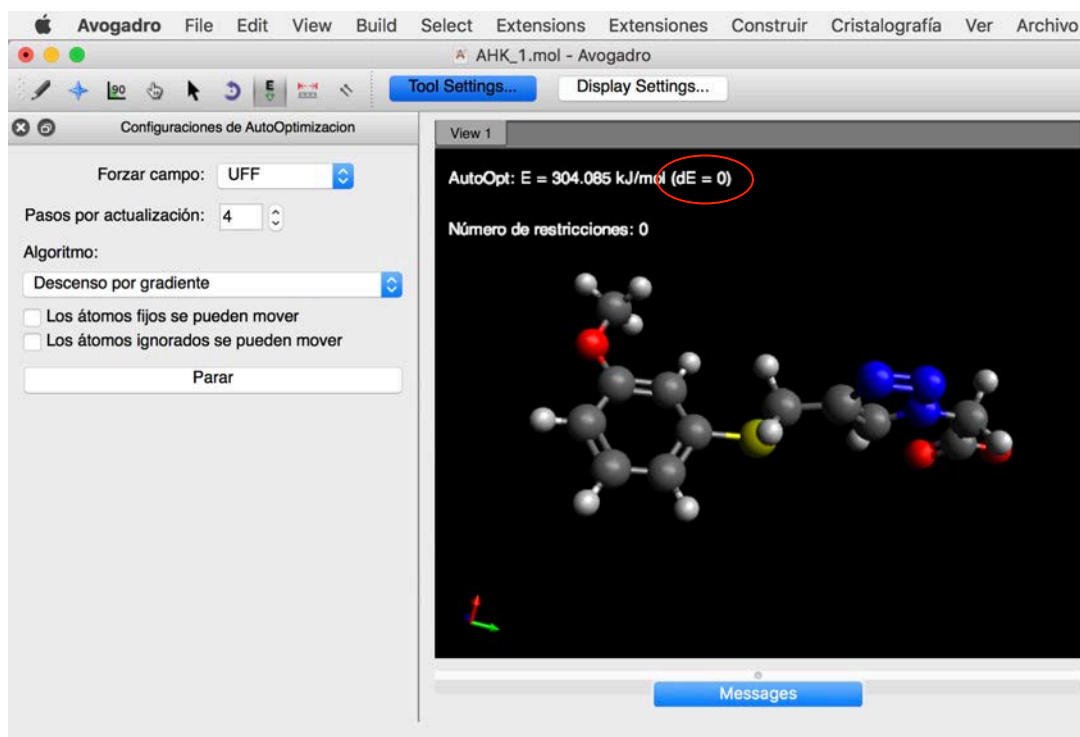 Avogadro File Edit View Build Select Extensions Extensiones Construir Cristalografía Ver Archivo
AHK_1.mol - Avogadro
90
E
Tool Settings...
Display Settings...
Configuraciones de AutoOptimizacion
Forzar campo: UFF
Pasos por actualización: 4
Algoritmo:
Descenso por gradiente
Los átomos fijos se pueden mover
Los átomos ignorados se pueden mover
Parar
View 1
AutoOpt: E = 304.085 kJ/mol (dE = 0)
Número de restricciones: 0
Messages